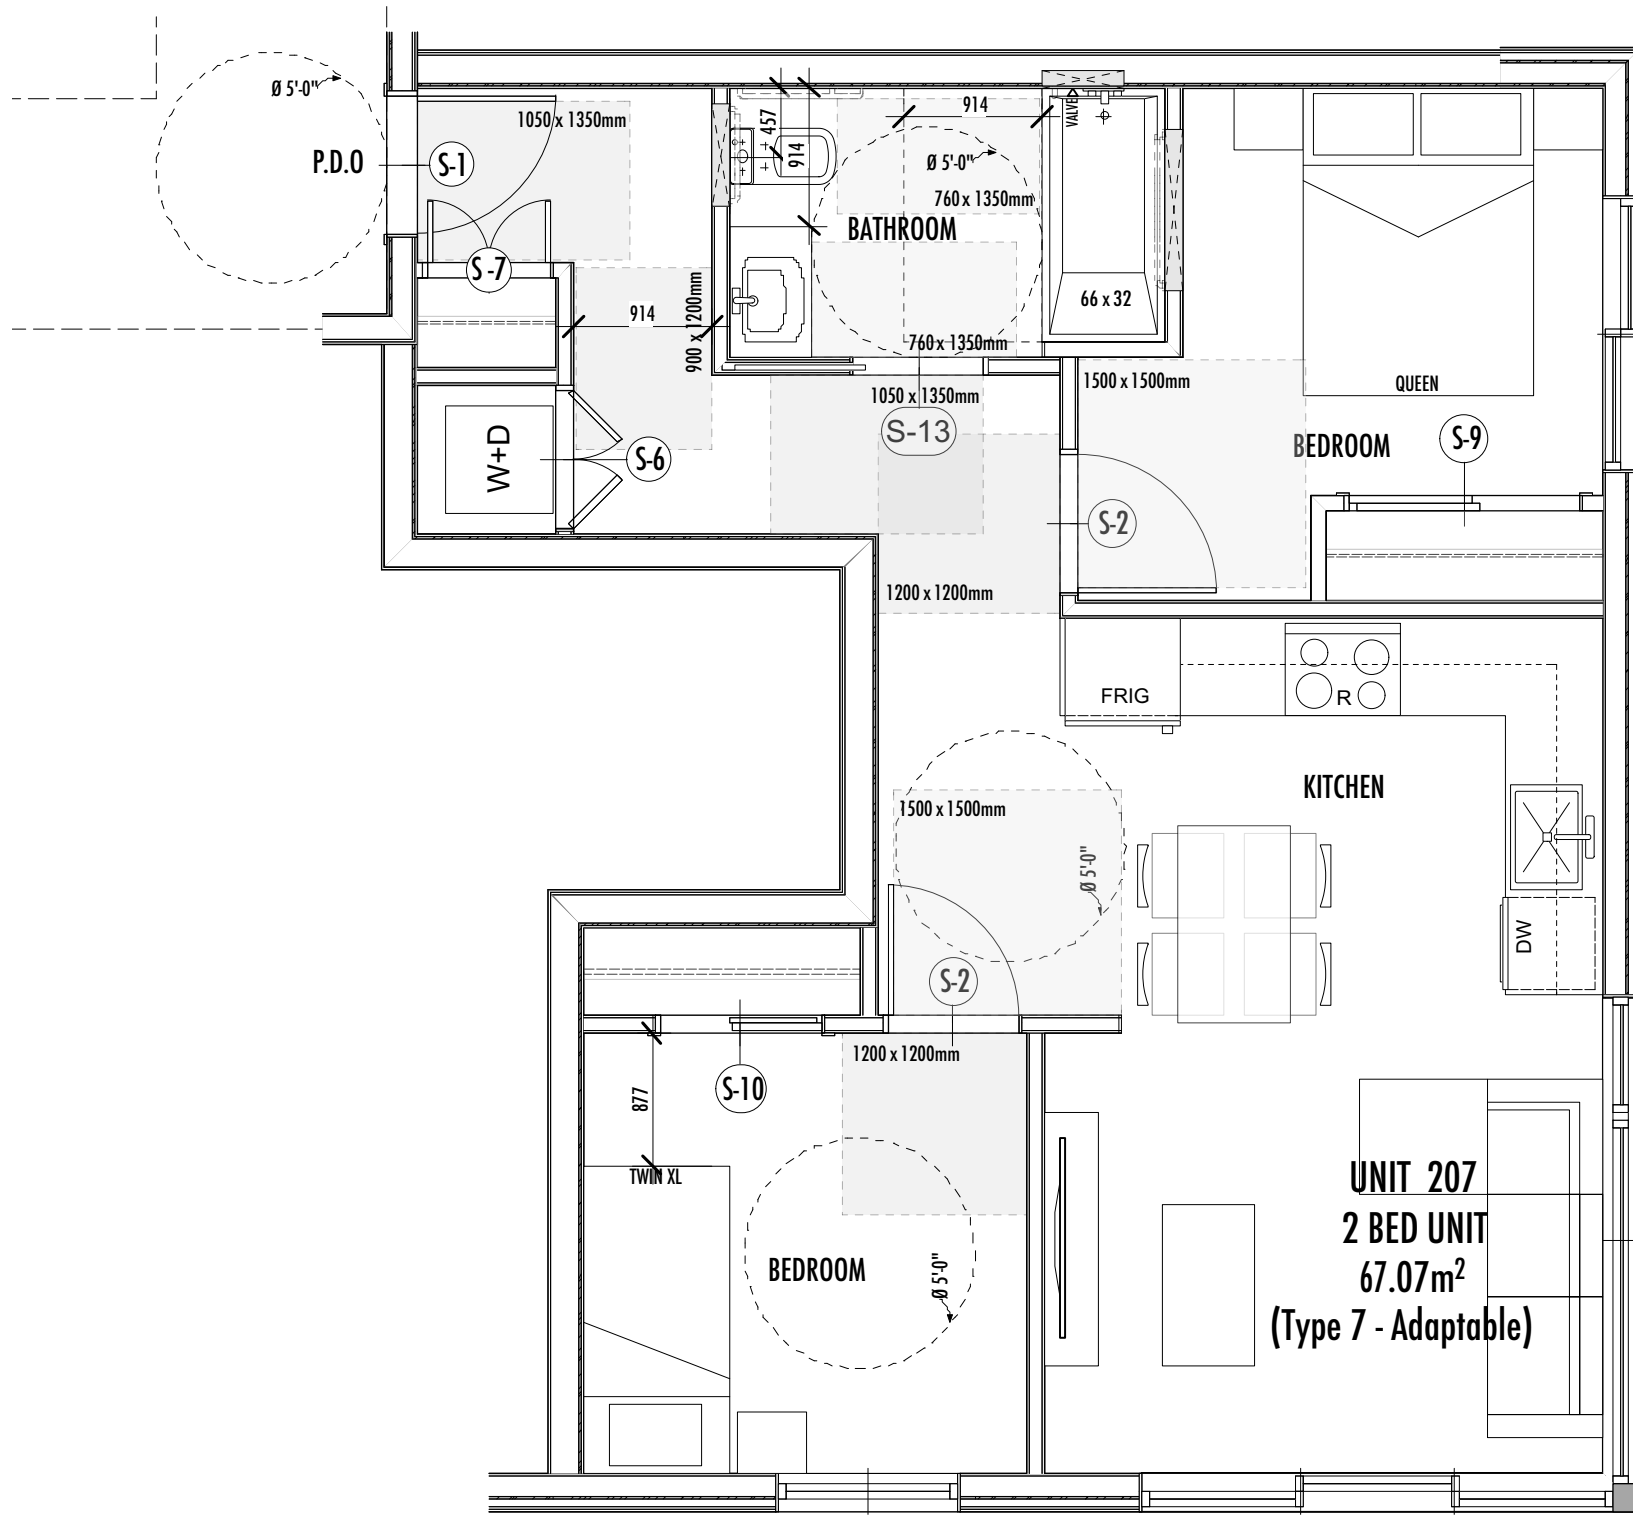 Ø 5'-0"
P.D.O
S-1
1050 x 1350mm
S-7
914
900 x 1200mm
457
914
914
VALVE
Ø 5'-0"
760 x 1350mm
BATHROOM
66 x 32
760 x 1350mm
1050 x 1350mm
S-13
W+D
S-6
1500 x 1500mm
QUEEN
BEDROOM
S-9
S-2
1200 x 1200mm
FRIG
R
KITCHEN
1500 x 1500mm
Ø 5'-0"
DW
S-2
1200 x 1200mm
S-10
877
TWIN XL
BEDROOM
Ø 5'-0"
UNIT 207
2 BED UNIT
67.07m²
(Type 7 - Adaptable)